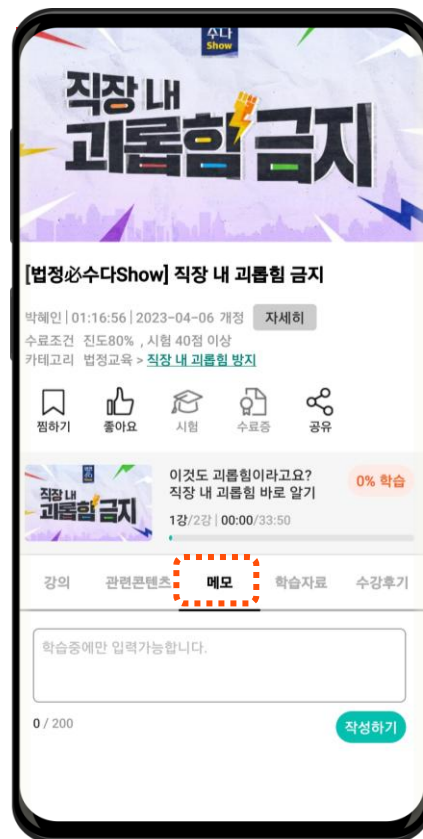 수다
Show
직장 내
괴롭힘 금지
[법정必수다Show] 직장 내 괴롭힘 금지
박혜인 | 01:16:56 | 2023-04-06 개정 자세히
수료조건 진도80% , 시험 40점 이상
카테고리 법정교육 > 직장 내 괴롭힘 방지
찜하기 좋아요 시험 수료증 공유
직장 내
괴롭힘 금지
이것도 괴롭힘이라고요?
직장 내 괴롭힘 바로 알기
0% 학습
1강/2강 | 00:00/33:50
강의 관련콘텐츠 메모 학습자료 수강후기
학습중에만 입력가능합니다.
0 / 200
작성하기